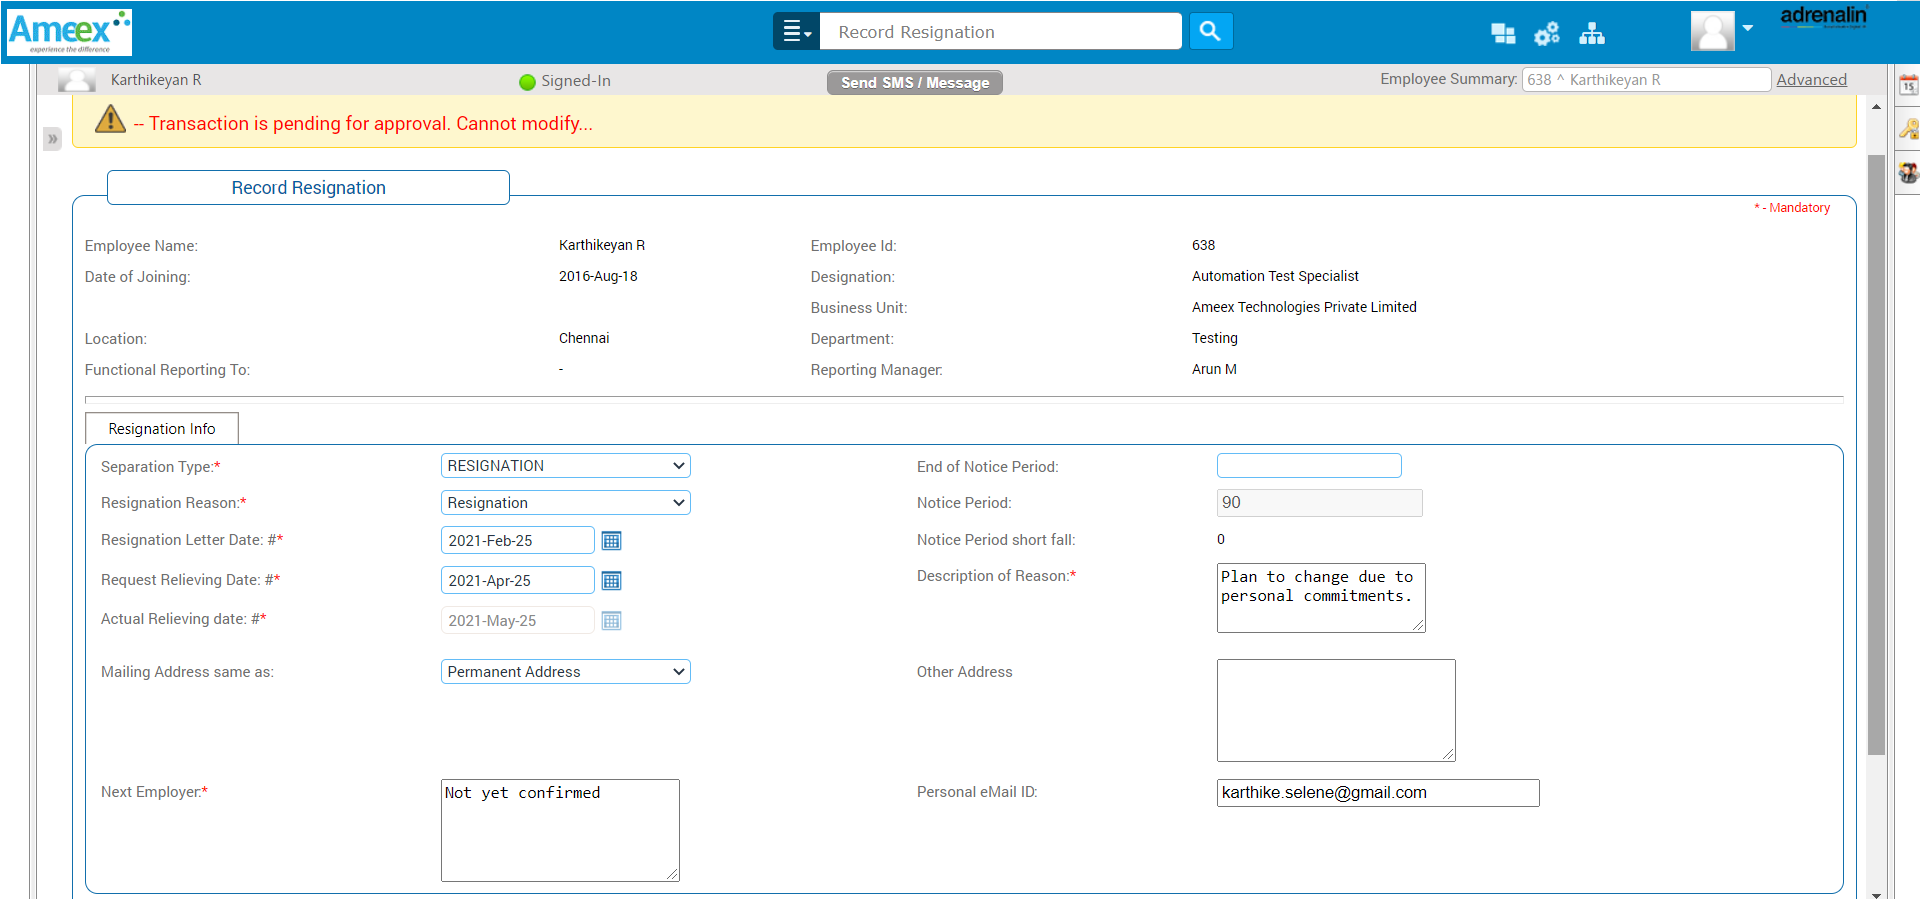 Ameex
experience the difference
Record Resignation
adrenalin
Karthikeyan R
Signed-In
Send SMS / Message
Employee Summary:
638 ^ Karthikeyan R
Advanced
15
»
-- Transaction is pending for approval. Cannot modify...
Record Resignation
* - Mandatory
Employee Name:
Karthikeyan R
Employee Id:
638
Date of Joining:
2016-Aug-18
Designation:
Automation Test Specialist
Business Unit:
Ameex Technologies Private Limited
Location:
Chennai
Department:
Testing
Functional Reporting To:
-
Reporting Manager:
Arun M
Resignation Info
Separation Type:*
RESIGNATION
End of Notice Period:
Resignation Reason:*
Resignation
Notice Period:
90
Resignation Letter Date: #*
2021-Feb-25
Notice Period short fall:
0
Request Relieving Date: #*
2021-Apr-25
Description of Reason:*
Plan to change due to
personal commitments.
Actual Relieving date: #*
2021-May-25
Mailing Address same as:
Permanent Address
Other Address
Next Employer:*
Not yet confirmed
Personal eMail ID:
karthike.selene@gmail.com